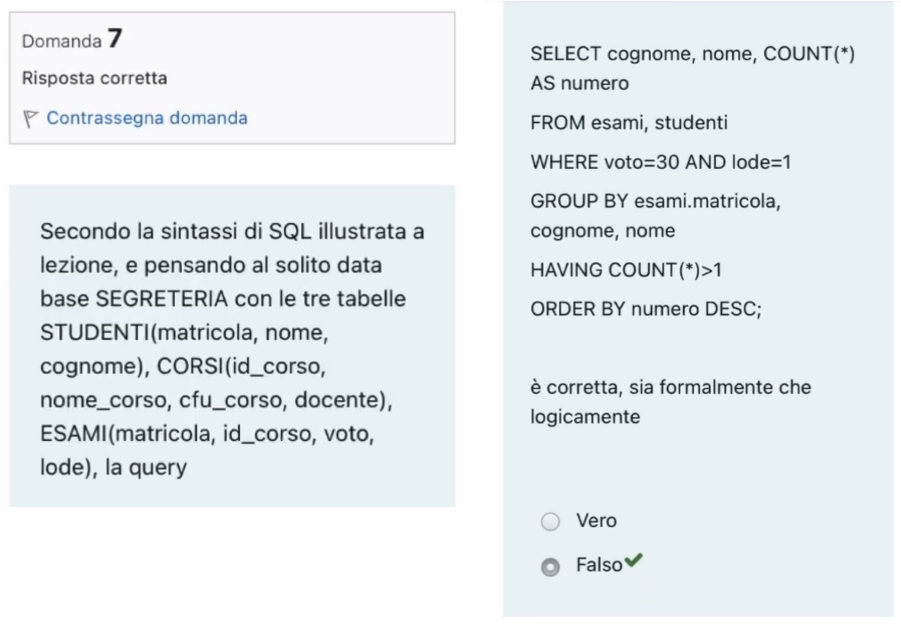 Domanda 7
Risposta corretta
Contrassegna domanda
Secondo la sintassi di SQL illustrata a
lezione, e pensando al solito data
base SEGRETERIA con le tre tabelle
STUDENTI(matricola, nome,
cognome), CORSI(id_corso,
nome_corso, cfu_corso, docente),
ESAMI(matricola, id_corso, voto,
lode), la query
SELECT cognome, nome, COUNT(*)
AS numero
FROM esami, studenti
WHERE voto=30 AND lode=1
GROUP BY esami.matricola,
cognome, nome
HAVING COUNT(*)>1
ORDER BY numero DESC;
è corretta, sia formalmente che
logicamente
Vero
Falso